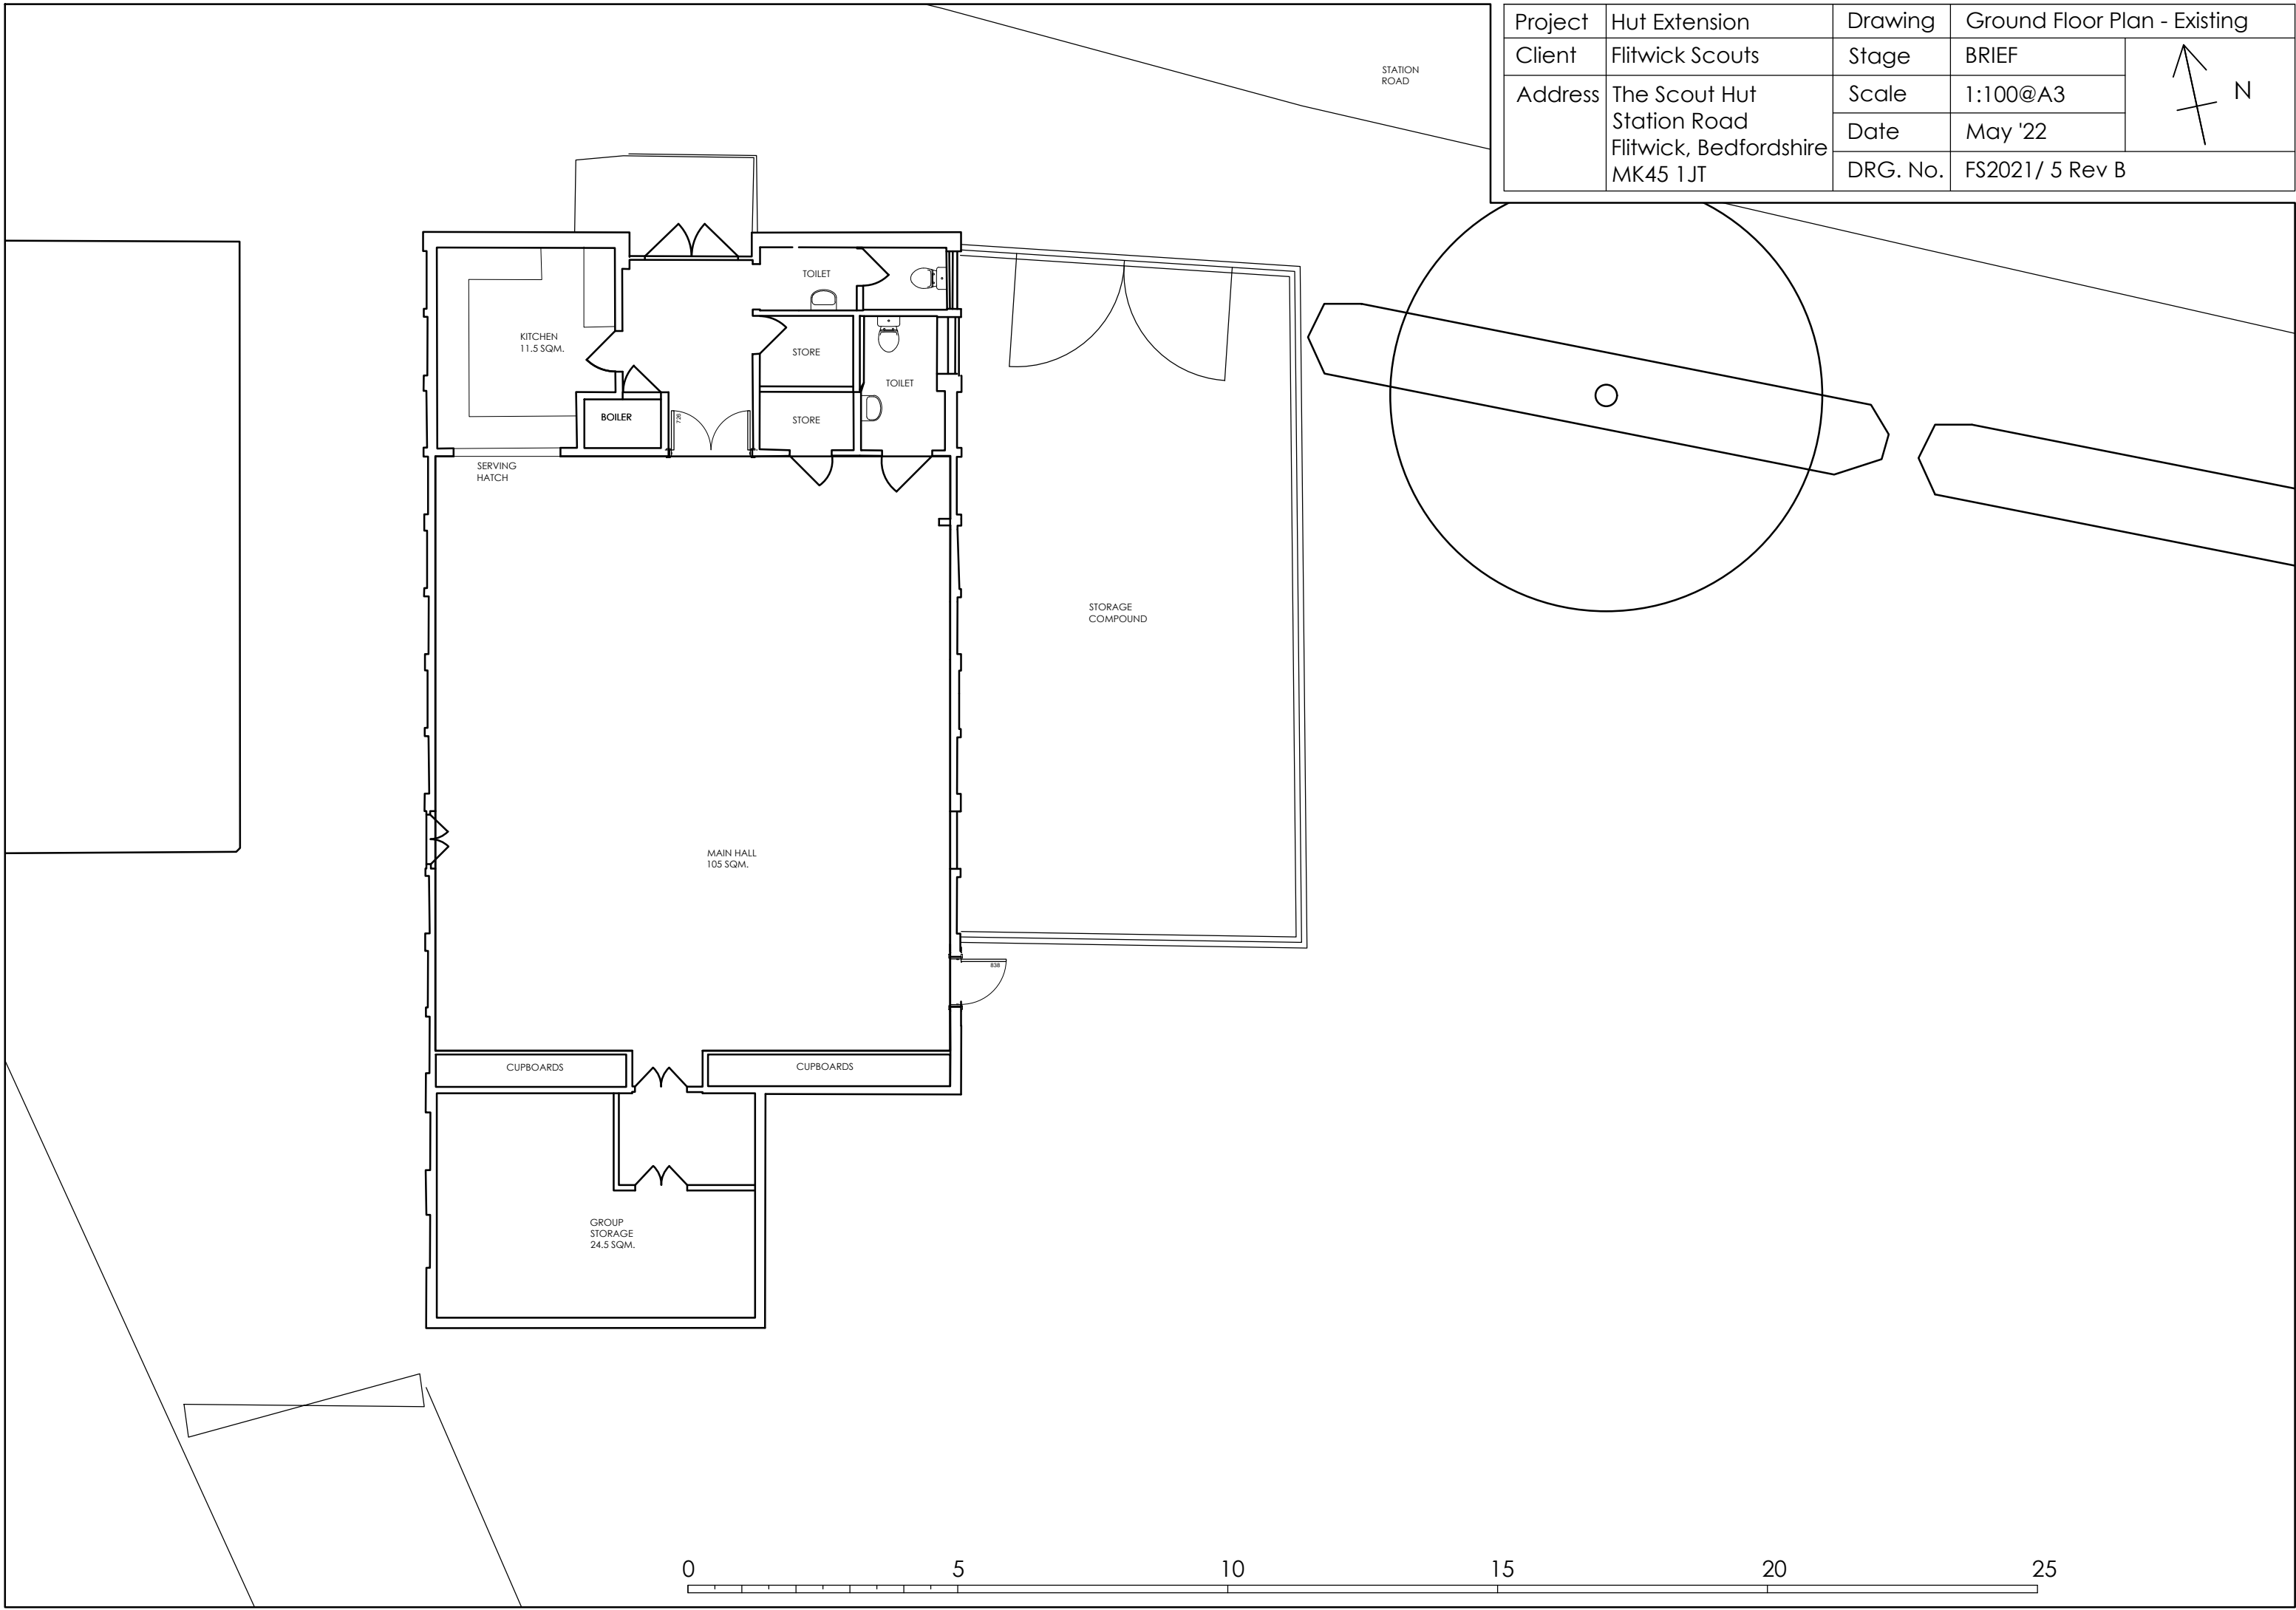 Project Hut Extension Drawing Ground Floor Plan - Existing
Client Flitwick Scouts Stage BRIEF
Address The Scout Hut Scale 1:100@A3 N
Station Road
Flitwick, Bedfordshire Date May '22
MK45 1JT DRG. No. FS2021/ 5 Rev B
STATION
ROAD
TOILET
KITCHEN
11.5 SQM.
STORE
TOILET
BOILER
726
STORE
SERVING
HATCH
STORAGE
COMPOUND
MAIN HALL
105 SQM.
838
CUPBOARDS
CUPBOARDS
GROUP
STORAGE
24.5 SQM.
0 5 10 15 20 25